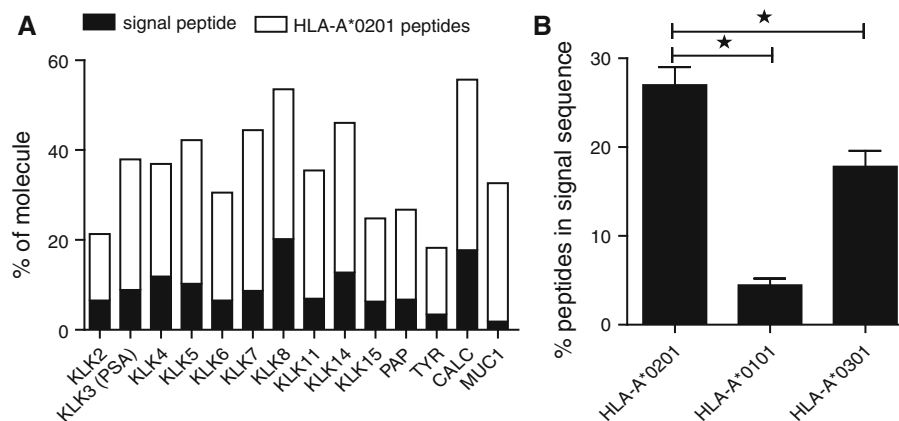 A
signal peptide
HLA-A*0201 peptides
% of molecule
60
40
20
0
KLK2
KLK3 (PSA)
KLK4
KLK5
KLK6
KLK7
KLK8
KLK11
KLK14
KLK15
PAP
TYR
CALC
MUC1
B
% peptides in signal sequence
30
20
10
0
HLA-A*0201
HLA-A*0101
HLA-A*0301